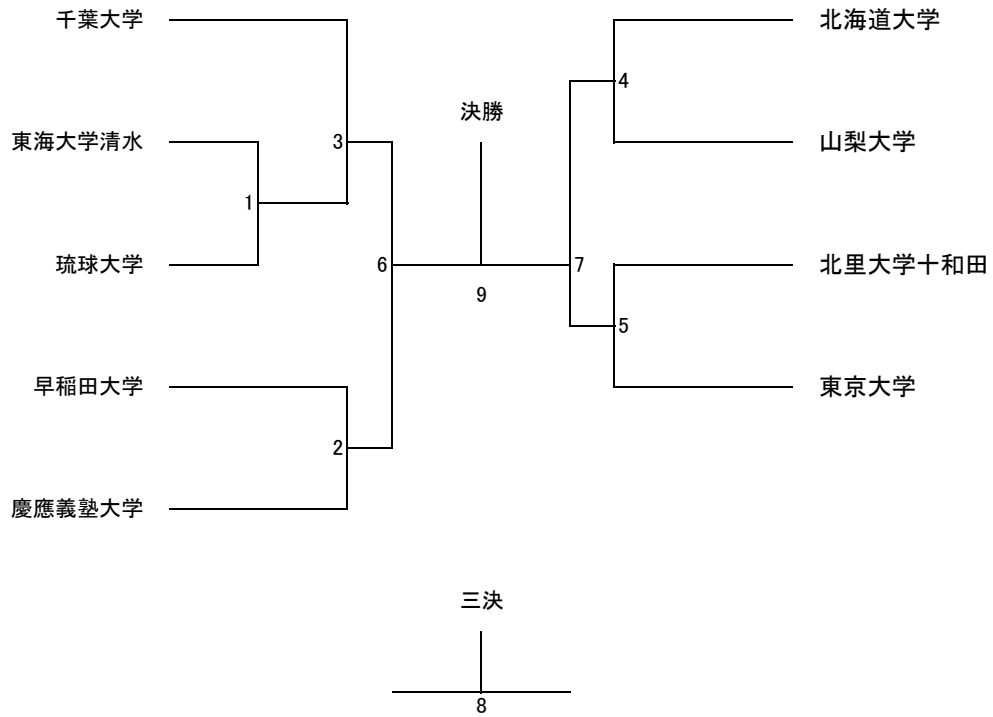 千葉大学
北海道大学
4
決勝
東海大学清水
3
山梨大学
1
琉球大学
6
7
北里大学十和田
9
5
早稲田大学
東京大学
2
慶應義塾大学
三決
8